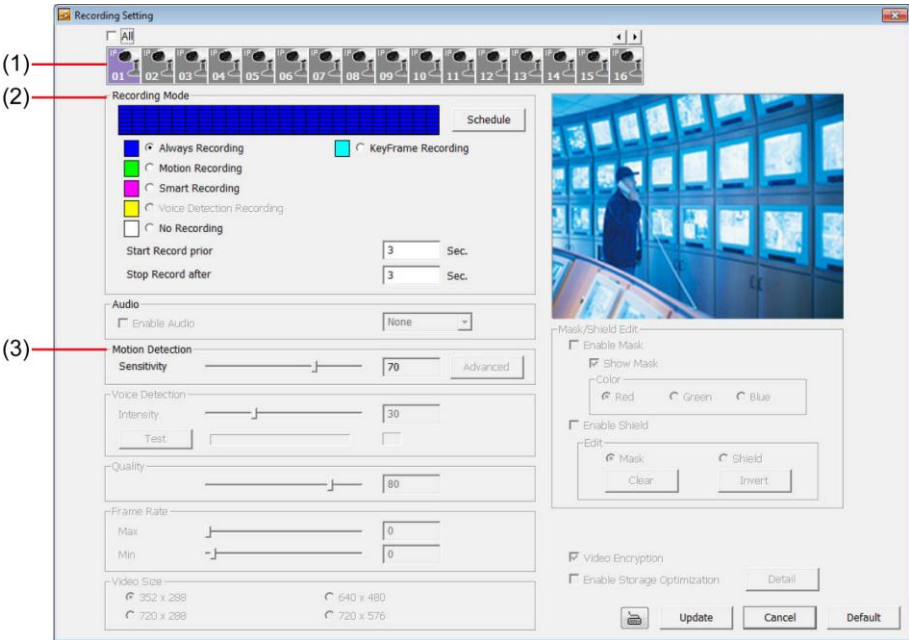 Recording Setting
All
(1)
IP IP IP IP IP IP IP IP IP IP IP IP IP IP IP IP
01 02 03 04 05 06 07 08 09 10 11 12 13 14 15 16
(2)
Recording Mode
Schedule
Always Recording KeyFrame Recording
Motion Recording
Smart Recording
Voice Detection Recording
No Recording
Start Record prior 3 Sec.
Stop Record after 3 Sec.
Audio
Enable Audio None
(3)
Motion Detection
Sensitivity 70 Advanced
Voice Detection
Intensity 30
Test
Quality
80
Frame Rate
Max 0
Min 0
Video Size
352 x 288 640 x 480
720 x 288 720 x 576
Mask/Shield Edit
Enable Mask
Show Mask
Color
Red Green Blue
Enable Shield
Edit
Mask Shield
Clear Invert
Video Encryption
Enable Storage Optimization Detail
Update Cancel Default